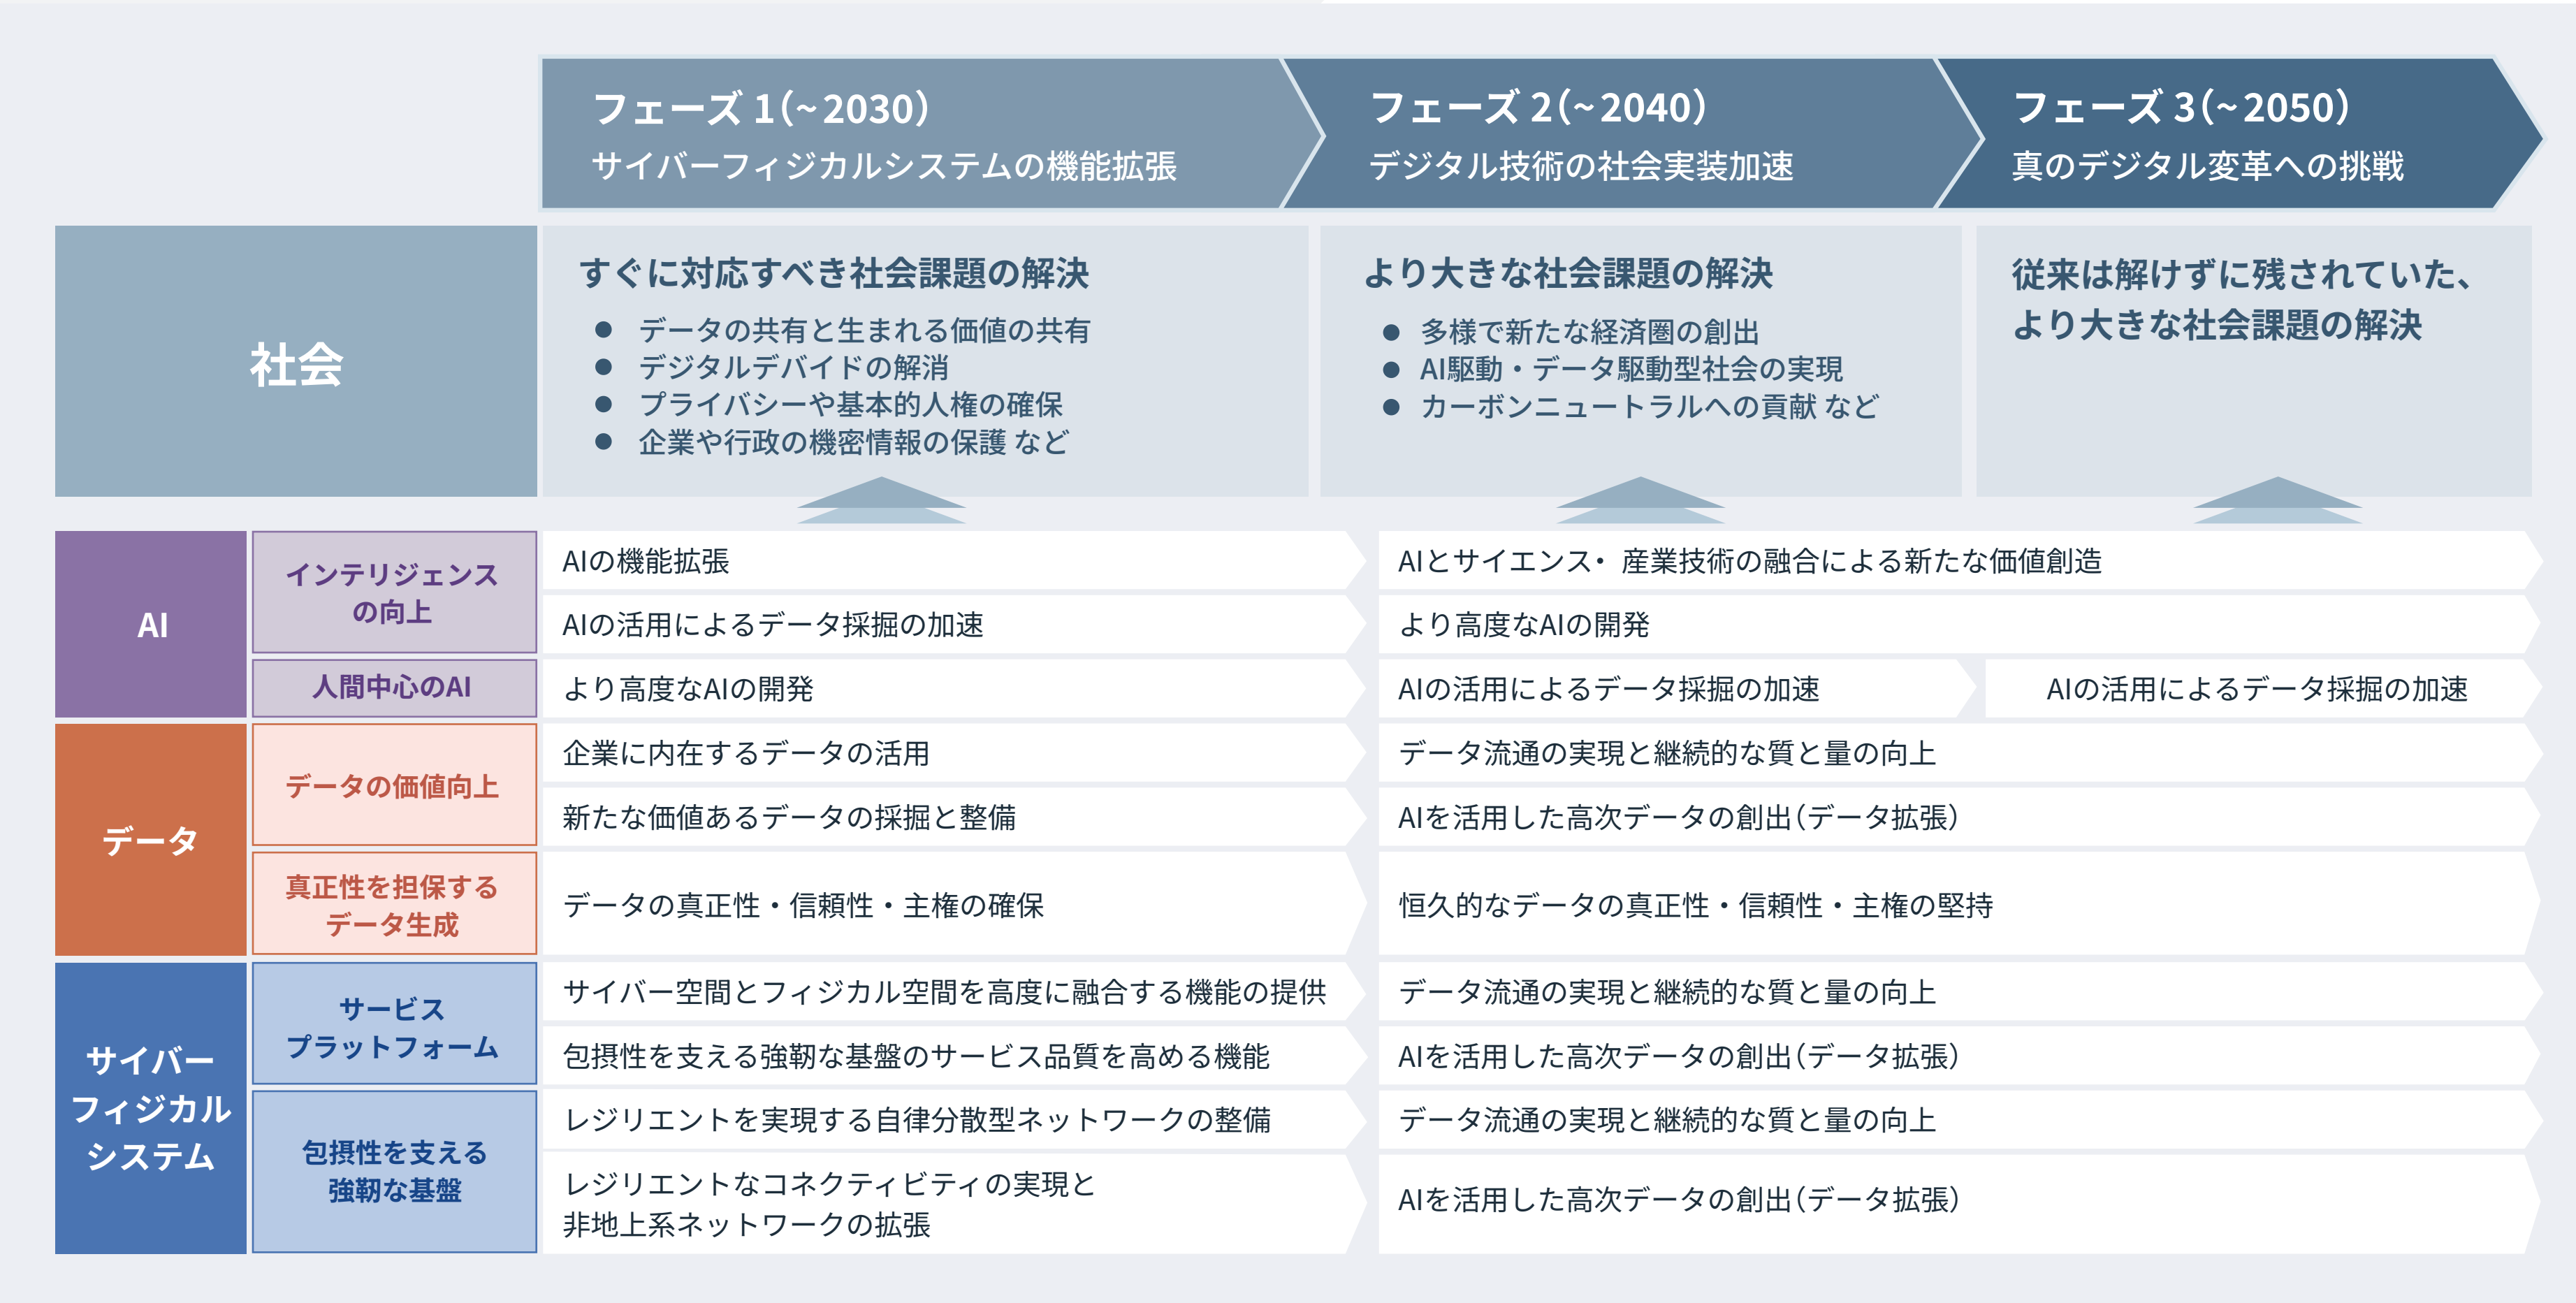 フェーズ 1(~2030)
サイバーフィジカルシステムの機能拡張
フェーズ 2(~2040)
デジタル技術の社会実装加速
フェーズ 3(~2050)
真のデジタル変革への挑戦
社会
すぐに対応すべき社会課題の解決
● データの共有と生まれる価値の共有
● デジタルデバイドの解消
● プライバシーや基本的人権の確保
● 企業や行政の機密情報の保護 など
より大きな社会課題の解決
● 多様で新たな経済圏の創出
● AI駆動・データ駆動型社会の実現
● カーボンニュートラルへの貢献 など
従来は解けずに残されていた、
より大きな社会課題の解決
AI
インテリジェンス
の向上
AIの機能拡張
AIとサイエンス・ 産業技術の融合による新たな価値創造
AIの活用によるデータ採掘の加速
より高度なAIの開発
人間中心のAI
より高度なAIの開発
AIの活用によるデータ採掘の加速
AIの活用によるデータ採掘の加速
データ
データの価値向上
企業に内在するデータの活用
データ流通の実現と継続的な質と量の向上
新たな価値あるデータの採掘と整備
AIを活用した高次データの創出(データ拡張)
真正性を担保する
データ生成
データの真正性・信頼性・主権の確保
恒久的なデータの真正性・信頼性・主権の堅持
サイバー
フィジカル
システム
サービス
プラットフォーム
サイバー空間とフィジカル空間を高度に融合する機能の提供
データ流通の実現と継続的な質と量の向上
包摂性を支える強靭な基盤のサービス品質を高める機能
AIを活用した高次データの創出(データ拡張)
包摂性を支える
強靭な基盤
レジリエントを実現する自律分散型ネットワークの整備
データ流通の実現と継続的な質と量の向上
レジリエントなコネクティビティの実現と
非地上系ネットワークの拡張
AIを活用した高次データの創出(データ拡張)